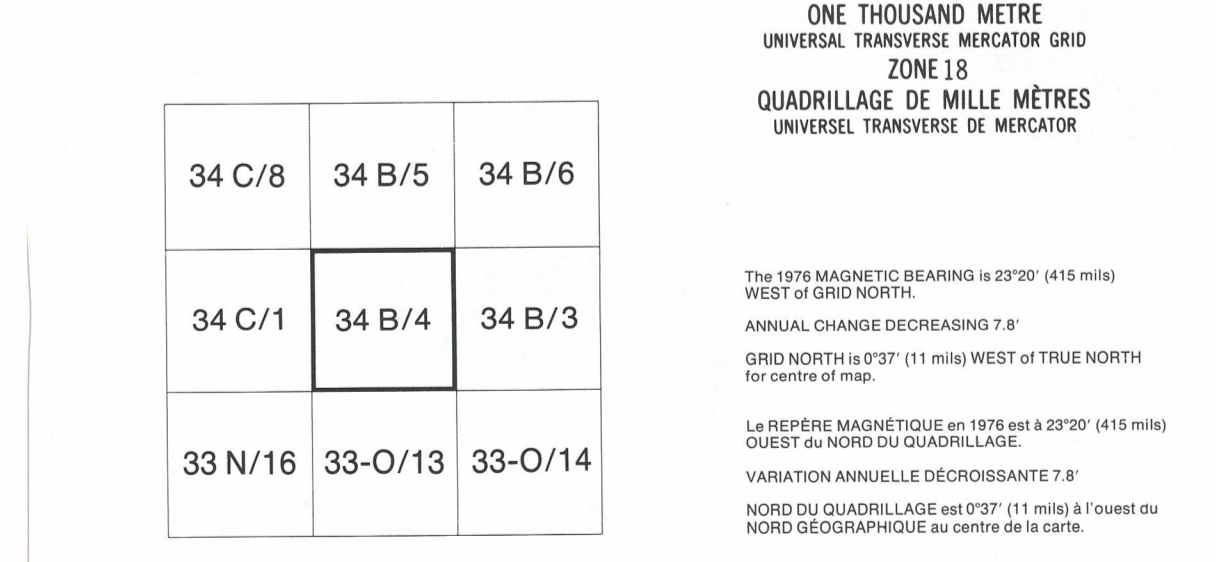 ONE THOUSAND METRE
UNIVERSAL TRANSVERSE MERCATOR GRID
ZONE 18
QUADRILLAGE DE MILLE MÈTRES
UNIVERSEL TRANSVERSE DE MERCATOR
34 C/8 34 B/5 34 B/6
34 C/1 34 B/4 34 B/3
33 N/16 33-O/13 33-O/14
The 1976 MAGNETIC BEARING is 23°20′ (415 mils)
WEST of GRID NORTH.
ANNUAL CHANGE DECREASING 7.8′
GRID NORTH is 0°37′ (11 mils) WEST of TRUE NORTH
for centre of map.
Le REPÈRE MAGNÉTIQUE en 1976 est à 23°20′ (415 mils)
OUEST du NORD DU QUADRILLAGE.
VARIATION ANNUELLE DÉCROISSANTE 7.8′
NORD DU QUADRILLAGE est 0°37′ (11 mils) à l'ouest du
NORD GÉOGRAPHIQUE au centre de la carte.